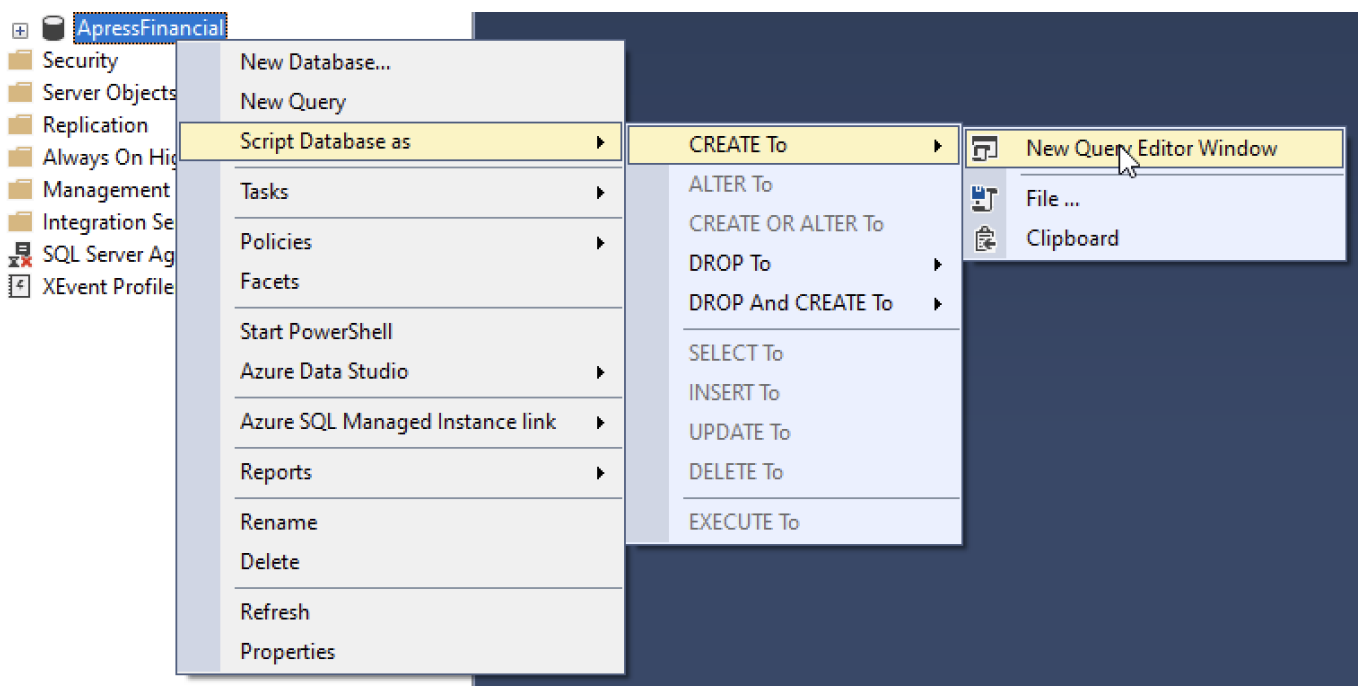 ApressFinancial
Security
Server Objects
Replication
Always On Hig
Management
Integration Se
SQL Server Ag
XEvent Profile
New Database...
New Query
Script Database as
Tasks
Policies
Facets
Start PowerShell
Azure Data Studio
Azure SQL Managed Instance link
Reports
Rename
Delete
Refresh
Properties
CREATE To
ALTER To
CREATE OR ALTER To
DROP To
DROP And CREATE To
SELECT To
INSERT To
UPDATE To
DELETE To
EXECUTE To
New Query Editor Window
File ...
Clipboard